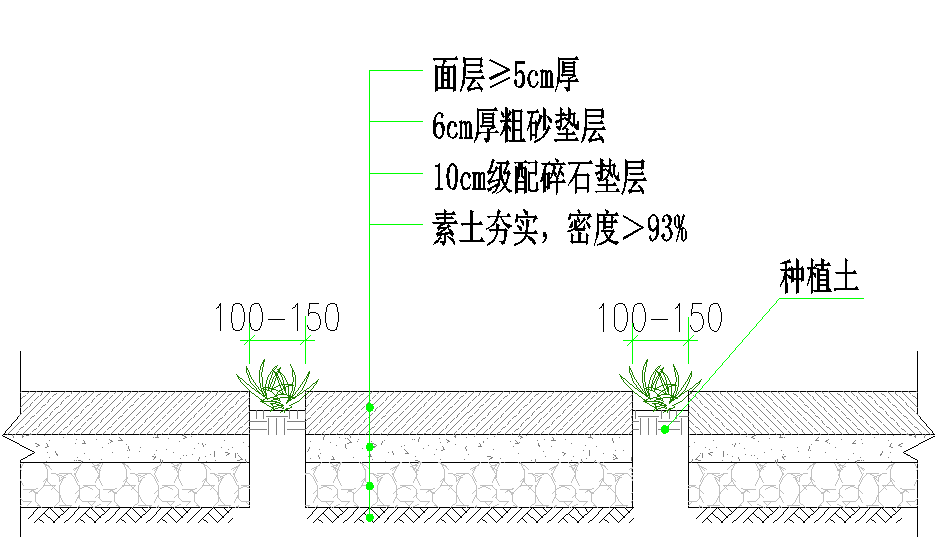 面层≥5cm厚
6cm厚粗砂垫层
10cm级配碎石垫层
素土夯实，密度＞93%
种植土
100-150
100-150